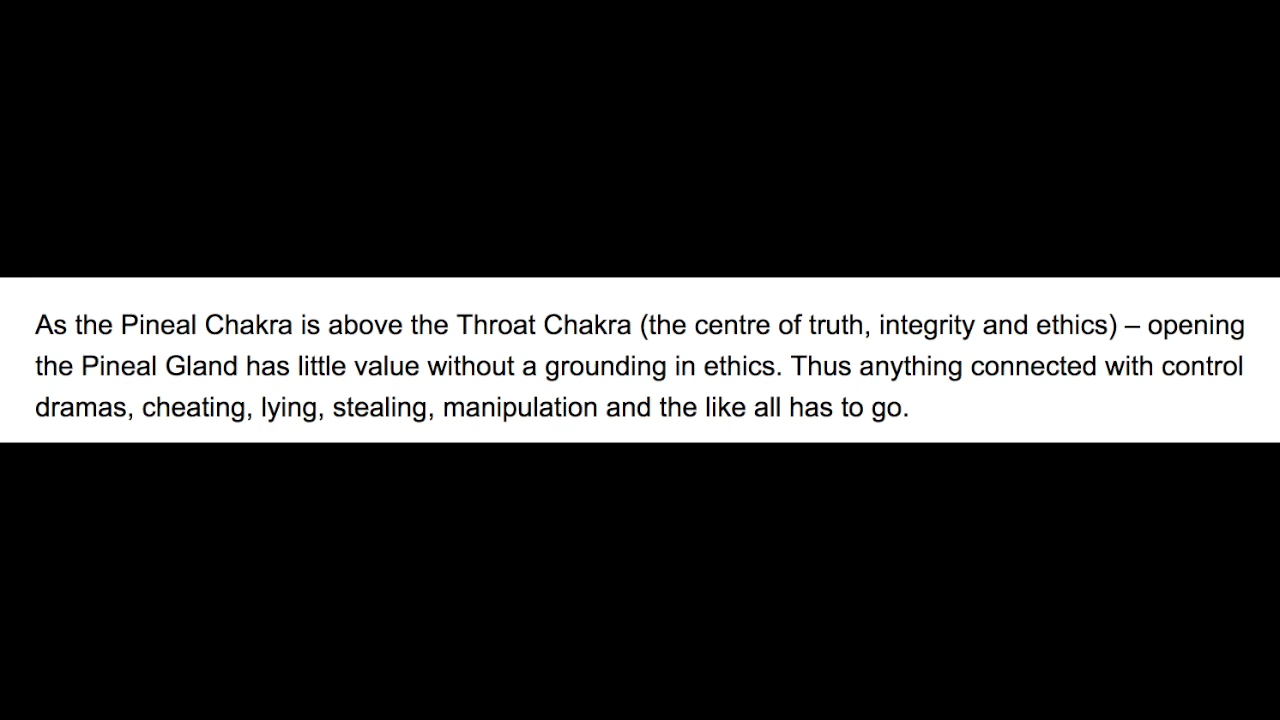 As the Pineal Chakra is above the Throat Chakra (the centre of truth, integrity and ethics) – opening
the Pineal Gland has little value without a grounding in ethics. Thus anything connected with control
dramas, cheating, lying, stealing, manipulation and the like all has to go.